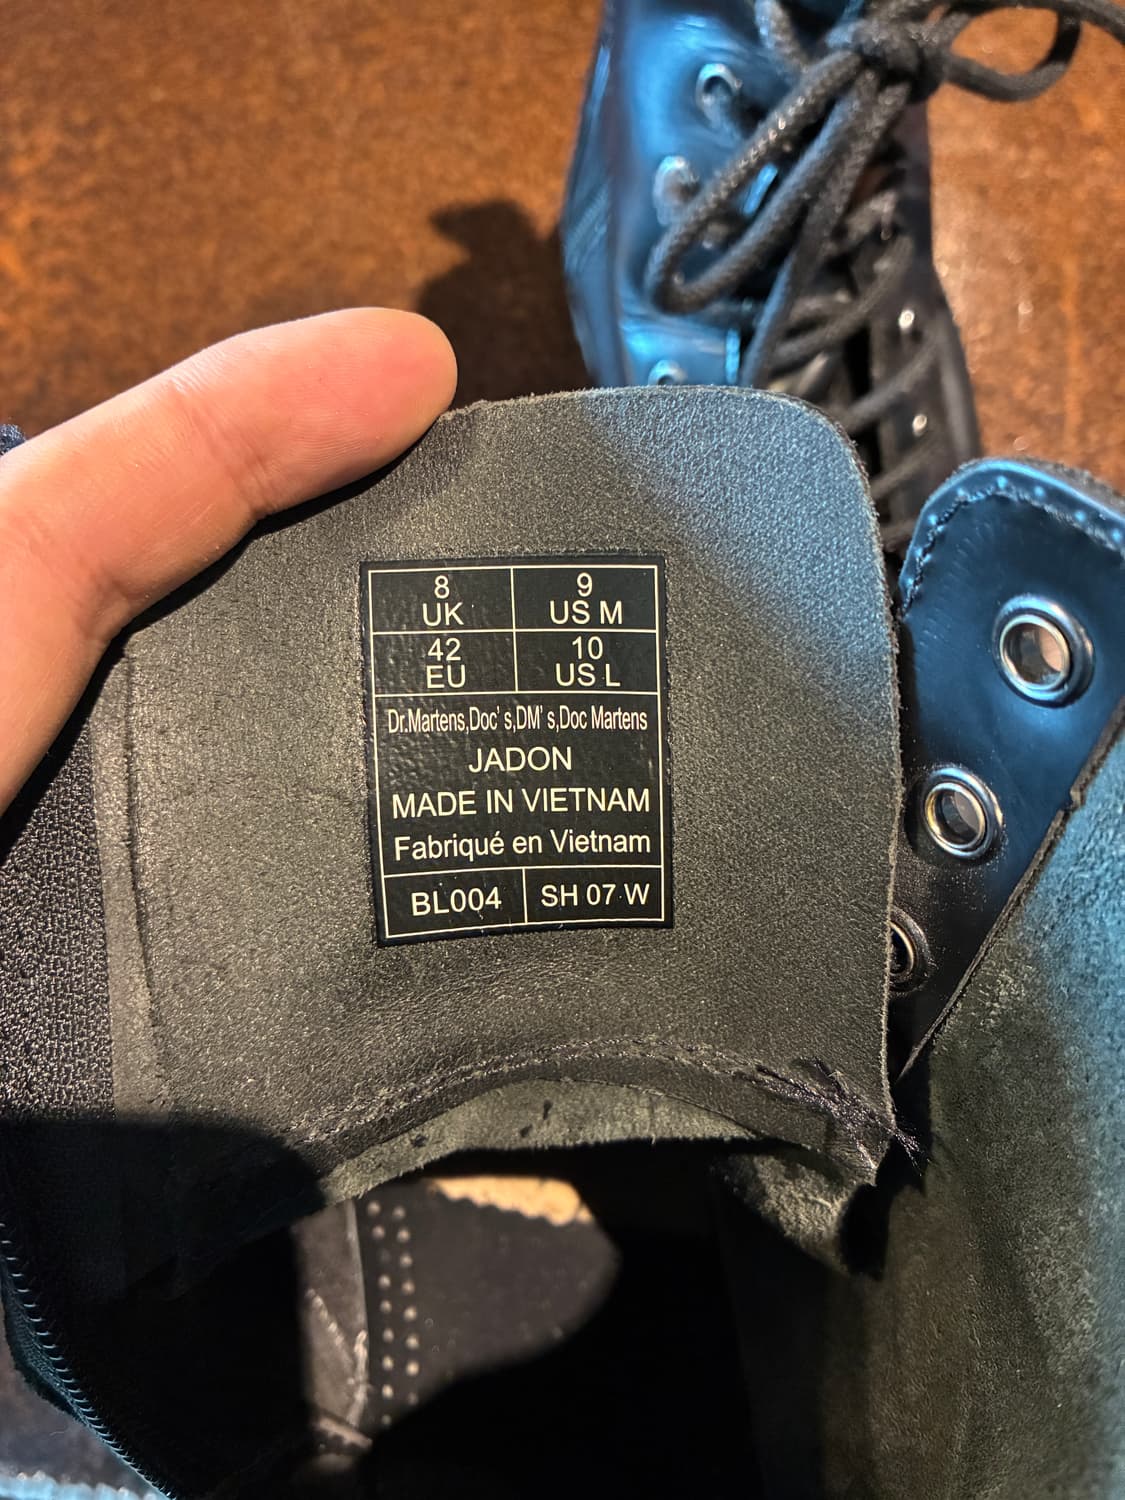 8 9
UK US M
42 10
EU US L
Dr.Martens,Doc' s,DM' s,Doc Martens
JADON
MADE IN VIETNAM
Fabriqué en Vietnam
BL004 SH 07 W